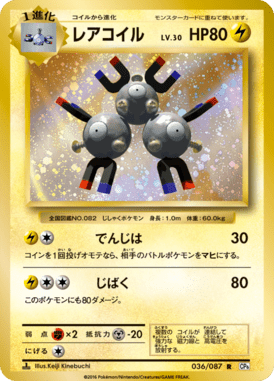 1進化
コイルから進化
モンスターカードに重ねて使います。
レアコイル LV.30 HP80
全国図鑑NO.082 じしゃくポケモン 身長：1.0m 体重：60.0kg
でんじは 30
コインを1回投げオモテなら、相手のバトルポケモンをマヒにする。
じばく 80
このポケモンにも80ダメージ。
弱点 ×2 抵抗力 -20
にげる
複数の コイルが 連結して
強力な 磁力線と 高電圧を
放射する。
Illus.Keiji Kinebuchi
036/087 R CP6
©2016 Pokémon/Nintendo/Creatures/GAME FREAK.